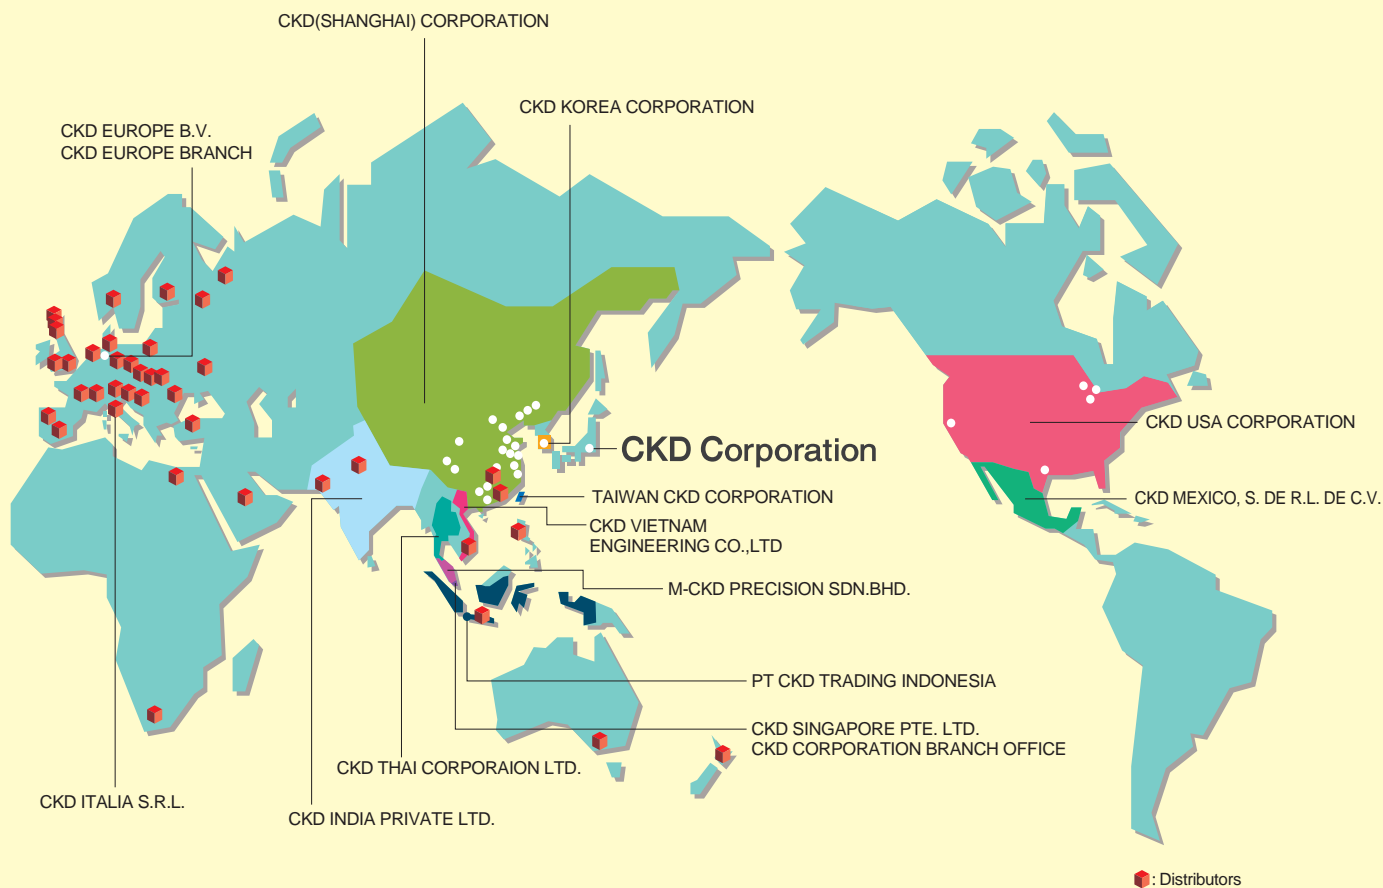 CKD(SHANGHAI) CORPORATION
CKD KOREA CORPORATION
CKD EUROPE B.V.
CKD EUROPE BRANCH
CKD USA CORPORATION
CKD Corporation
TAIWAN CKD CORPORATION
CKD MEXICO, S. DE R.L. DE C.V.
CKD VIETNAM
ENGINEERING CO.,LTD
M-CKD PRECISION SDN.BHD.
PT CKD TRADING INDONESIA
CKD SINGAPORE PTE. LTD.
CKD CORPORATION BRANCH OFFICE
CKD THAI CORPORAION LTD.
CKD ITALIA S.R.L.
CKD INDIA PRIVATE LTD.
: Distributors